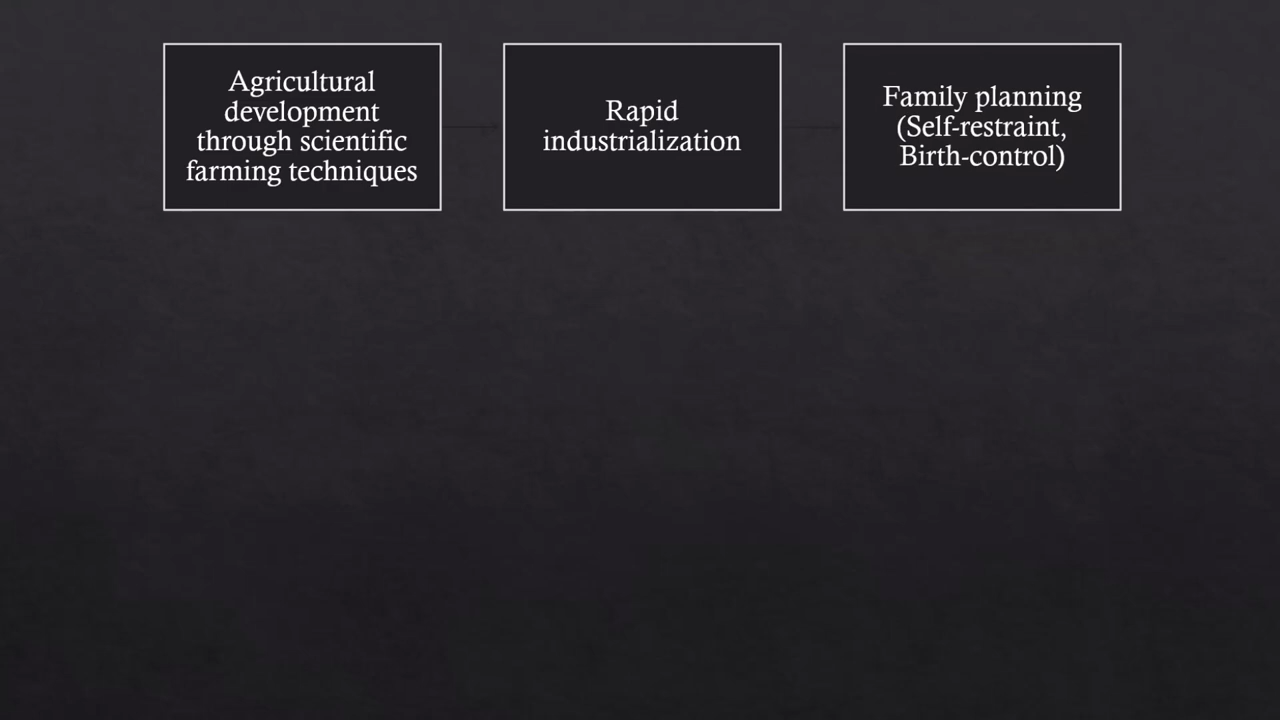 Agricultural
development
through scientific
farming techniques
Rapid
industrialization
Family planning
(Self-restraint,
Birth-control)